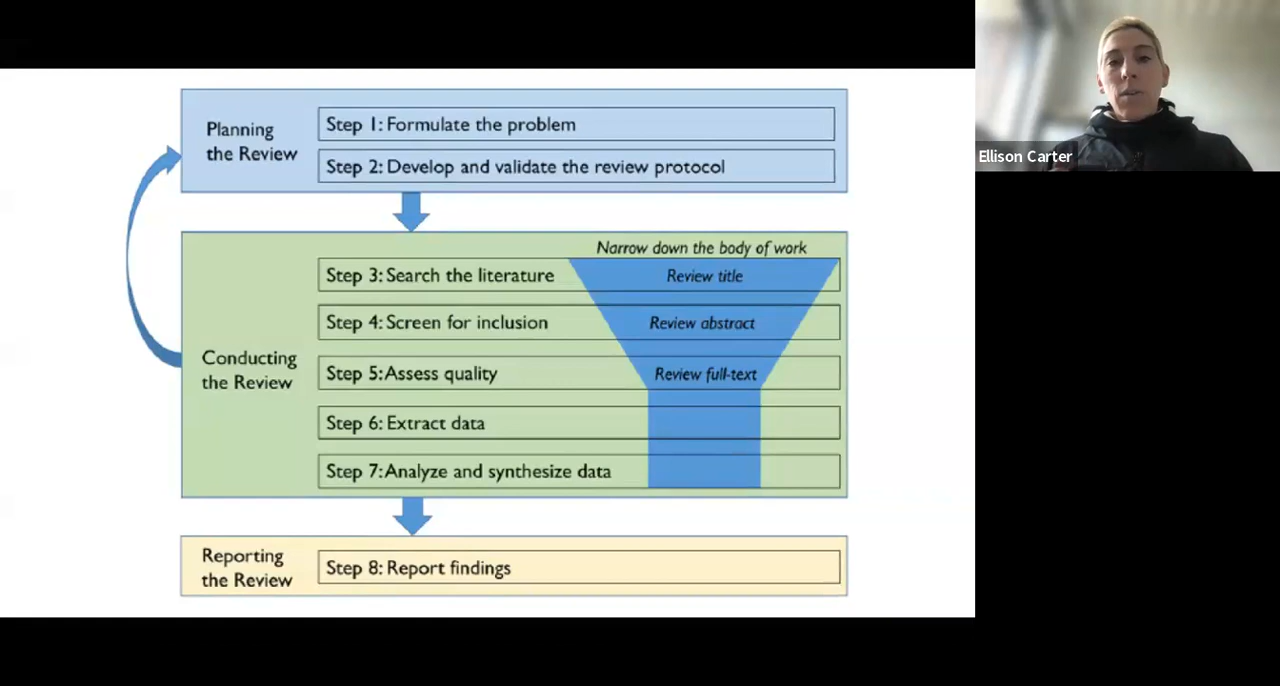 Planning
the Review
Step 1: Formulate the problem
Step 2: Develop and validate the review protocol
Conducting
the Review
Narrow down the body of work
Step 3: Search the literature
Review title
Step 4: Screen for inclusion
Review abstract
Step 5: Assess quality
Review full-text
Step 6: Extract data
Step 7: Analyze and synthesize data
Reporting
the Review
Step 8: Report findings
Ellison Carter